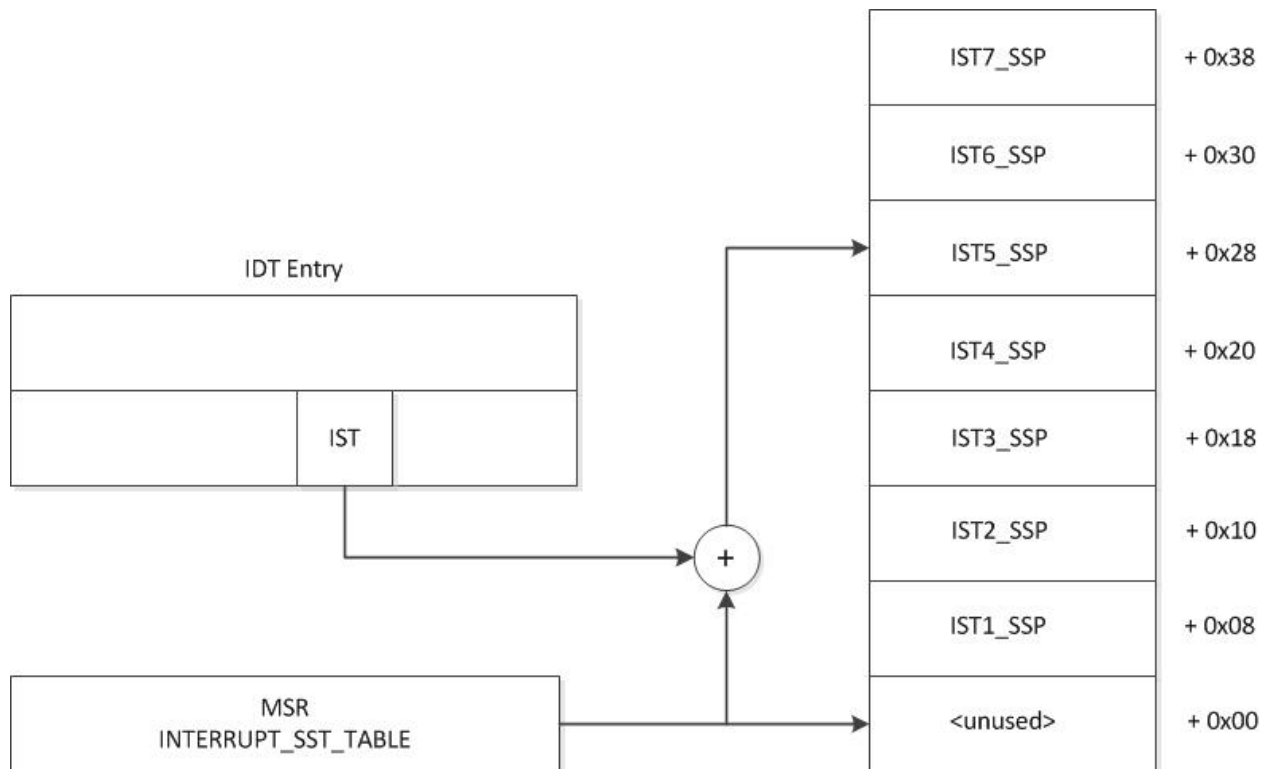 IST7_SSP + 0x38
IST6_SSP + 0x30
IST5_SSP + 0x28
IDT Entry
IST4_SSP + 0x20
IST
IST3_SSP + 0x18
IST2_SSP + 0x10
+
IST1_SSP + 0x08
MSR
INTERRUPT_SST_TABLE
<unused> + 0x00